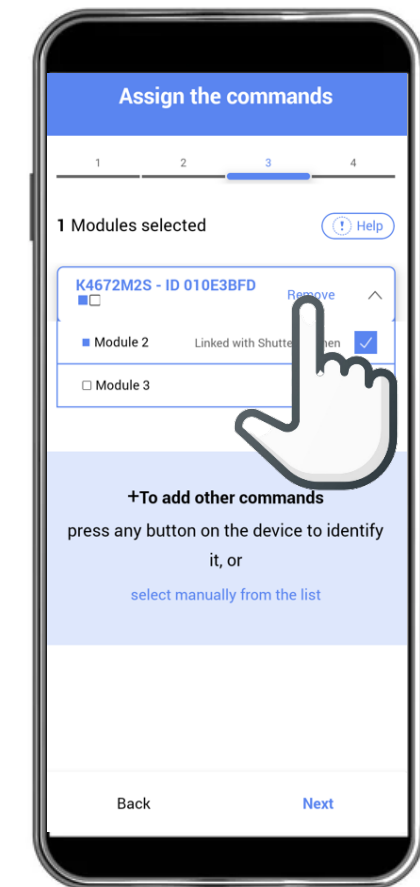 Assign the commands
1 2 3 4
1 Modules selected
Help
K4672M2S - ID 010E3BFD
Remove
Module 2 Linked with
Module 3
+To add other commands
press any button on the device to identify
it, or
select manually from the list
Back Next